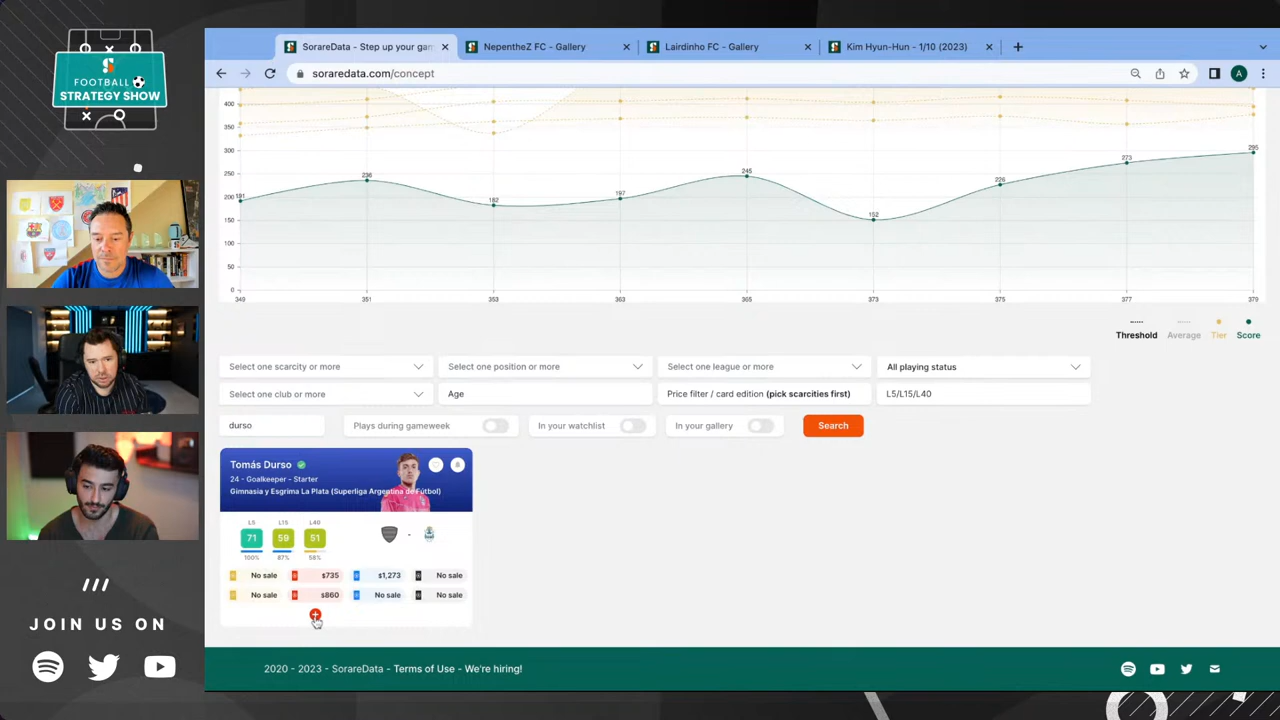 FOOTBALL
STRATEGY SHOW
JOIN US ON
SorareData - Step up your gam
NepentheZ FC - Gallery
Lairdinho FC - Gallery
Kim Hyun-Hun - 1/10 (2023)
soraredata.com/concept
A
400
350
300
250
200
150
100
50
0
191
236
182
197
245
152
226
273
295
349
351
353
363
365
373
375
377
379
Threshold
Average
Tier
Score
Select one scarcity or more
Select one position or more
Select one league or more
All playing status
Select one club or more
Age
Price filter / card edition (pick scarcities first)
L5/L15/L40
durso
Plays during gameweek
In your watchlist
In your gallery
Search
Tomás Durso
24 - Goalkeeper - Starter
Gimnasia y Esgrima La Plata (Superliga Argentina de Fútbol)
L5 L15 L40
71 59 51
100% 87% 58%
-
No sale $735 $1,273 No sale
No sale $860 No sale No sale
2020 - 2023 - SorareData - Terms of Use - We're hiring!